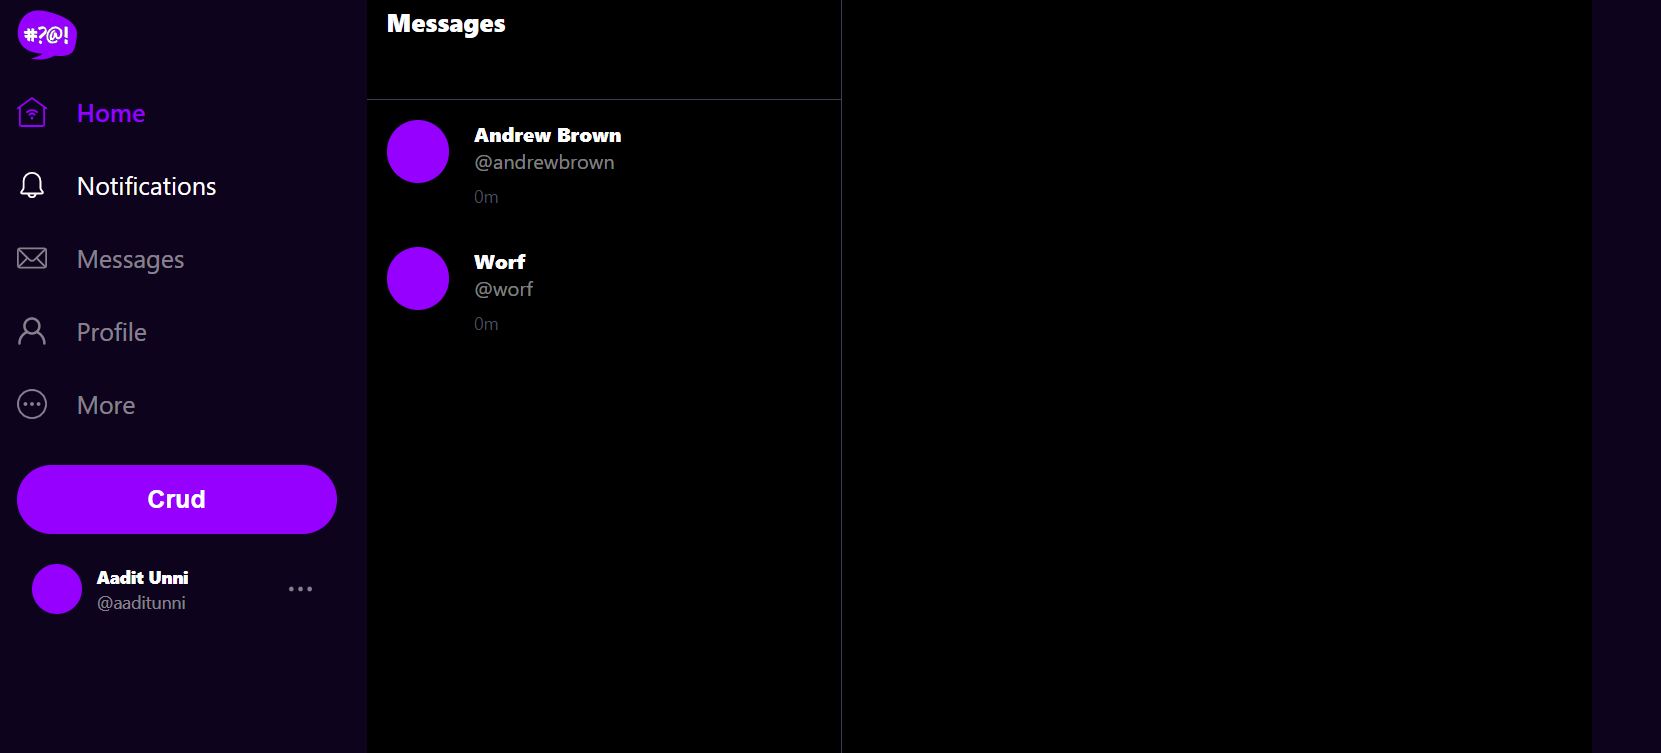 #?@!
Home
Notifications
Messages
Profile
More
Crud
Aadit Unni
@aaditunni
Messages
Andrew Brown
@andrewbrown
0m
Worf
@worf
0m